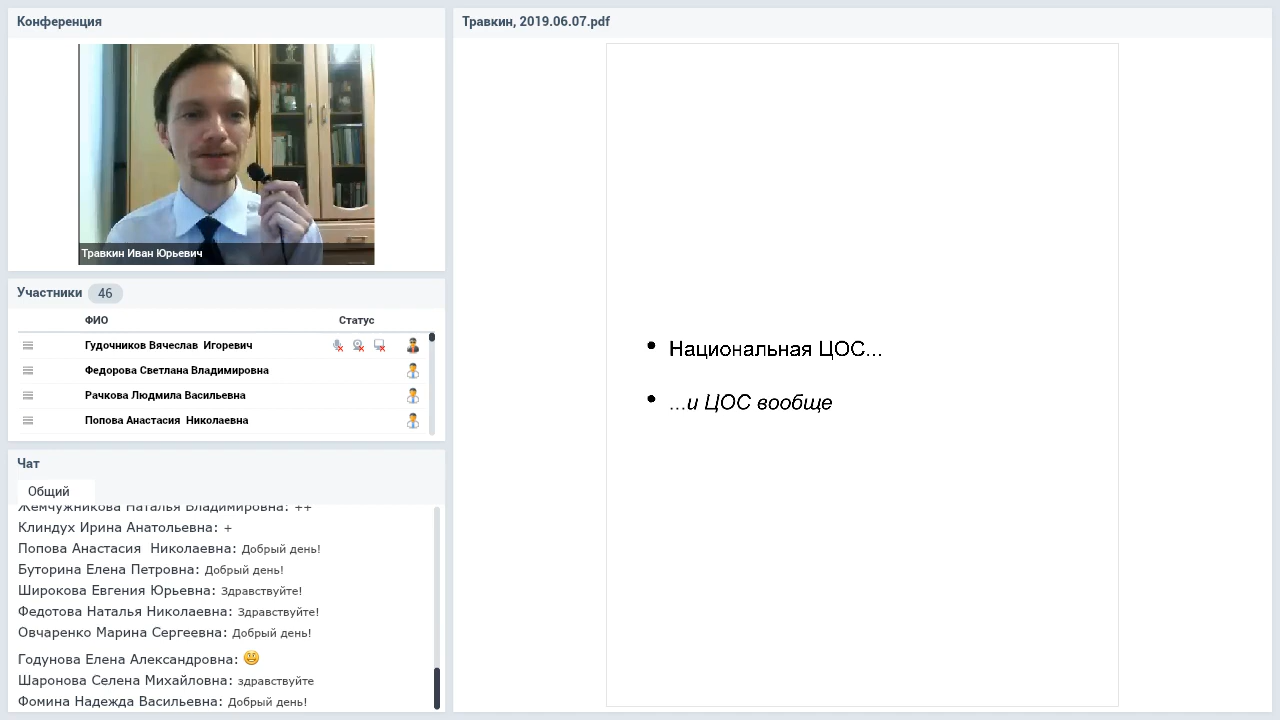 Конференция
Травкин Иван Юрьевич
Участники 46
ФИО Статус
Гудочников Вячеслав Игоревич
Федорова Светлана Владимировна
Рачкова Людмила Васильевна
Попова Анастасия Николаевна
Чат
Общий
Жемчужникова Наталья Владимировна: ++
Клиндух Ирина Анатольевна: +
Попова Анастасия Николаевна: Добрый день!
Буторина Елена Петровна: Добрый день!
Широкова Евгения Юрьевна: Здравствуйте!
Федотова Наталья Николаевна: Здравствуйте!
Овчаренко Марина Сергеевна: Добрый день!
Годунова Елена Александровна:
Шаронова Селена Михайловна: здравствуйте
Фомина Надежда Васильевна: Добрый день!
Травкин, 2019.06.07.pdf
• Национальная ЦОС...
• ...и ЦОС вообще